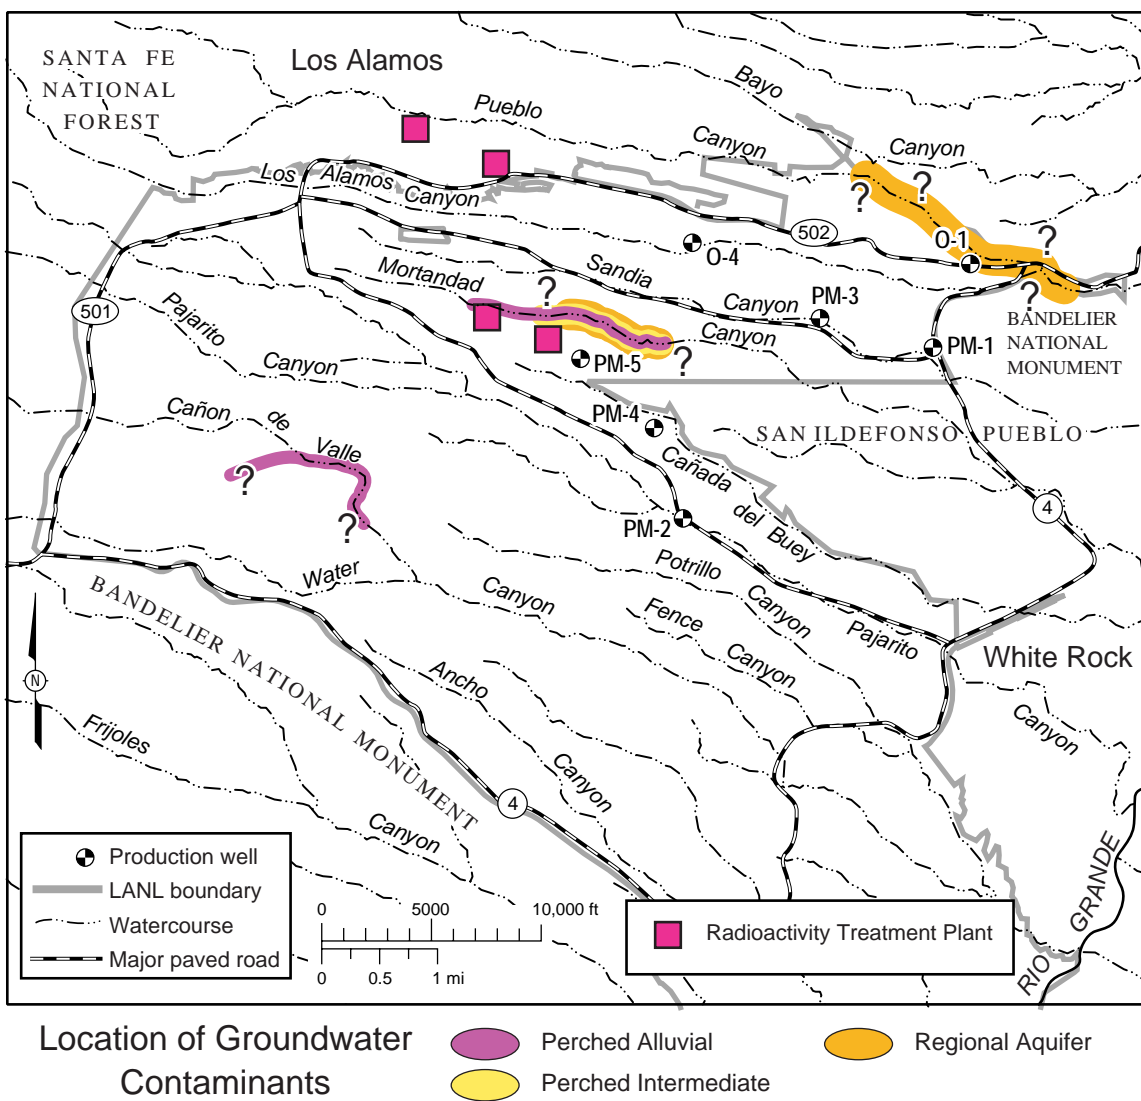 SANTA FE
NATIONAL
FOREST
Los Alamos
Bayo
Pueblo
Canyon
Canyon
Los Alamos
Canyon
?
?
502
O-1
?
O-4
Sandia
Mortandad
?
Canyon
PM-3
?
501
Pajarito
BANDELIER
NATIONAL
MONUMENT
Canyon
PM-1
?
PM-5
Canyon
PM-4
Cañon de Valle
SAN ILDEFONSO PUEBLO
Cañada
del Buey
?
4
?
PM-2
Water
Canyon
Potrillo
Canyon
Fence
Canyon
Pajarito
BANDELIER NATIONAL MONUMENT
White Rock
N
Ancho
Canyon
Canyon
Frijoles
Canyon
4
RIO GRANDE
Production well
LANL boundary
Watercourse
Major paved road
0 5000 10,000 ft
0 0.5 1 mi
Radioactivity Treatment Plant
Location of Groundwater
Contaminants
Perched Alluvial
Perched Intermediate
Regional Aquifer